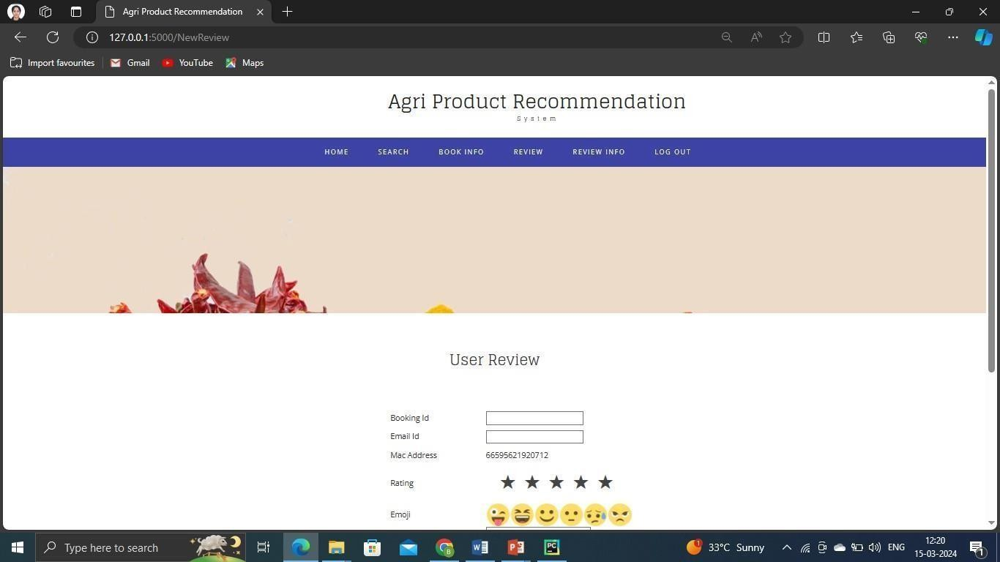 Agri Product Recommendation
127.0.0.1:5000/NewReview
Import favourites Gmail YouTube Maps
Agri Product Recommendation
System
HOME SEARCH BOOK INFO REVIEW REVIEW INFO LOG OUT
User Review
Booking Id
Email Id
Mac Address 66595621920712
Rating
Emoji
Type here to search
1 33°C Sunny ENG 12:20
15-03-2024 1